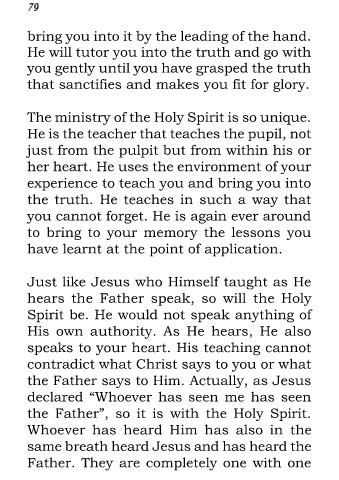 79
bring you into it by the leading of the hand.
He will tutor you into the truth and go with
you gently until you have grasped the truth
that sanctifies and makes you fit for glory.
The ministry of the Holy Spirit is so unique.
He is the teacher that teaches the pupil, not
just from the pulpit but from within his or
her heart. He uses the environment of your
experience to teach you and bring you into
the truth. He teaches in such a way that
you cannot forget. He is again ever around
to bring to your memory the lessons you
have learnt at the point of application.
Just like Jesus who Himself taught as He
hears the Father speak, so will the Holy
Spirit be. He would not speak anything of
His own authority. As He hears, He also
speaks to your heart. His teaching cannot
contradict what Christ says to you or what
the Father says to Him. Actually, as Jesus
declared “Whoever has seen me has seen
the Father”, so it is with the Holy Spirit.
Whoever has heard Him has also in the
same breath heard Jesus and has heard the
Father. They are completely one with one